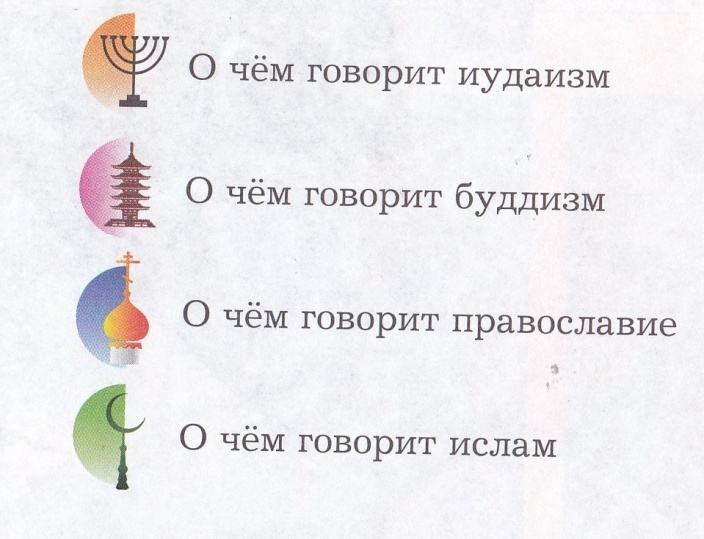 О чём говорит иудаизм
О чём говорит буддизм
О чём говорит православие
О чём говорит ислам